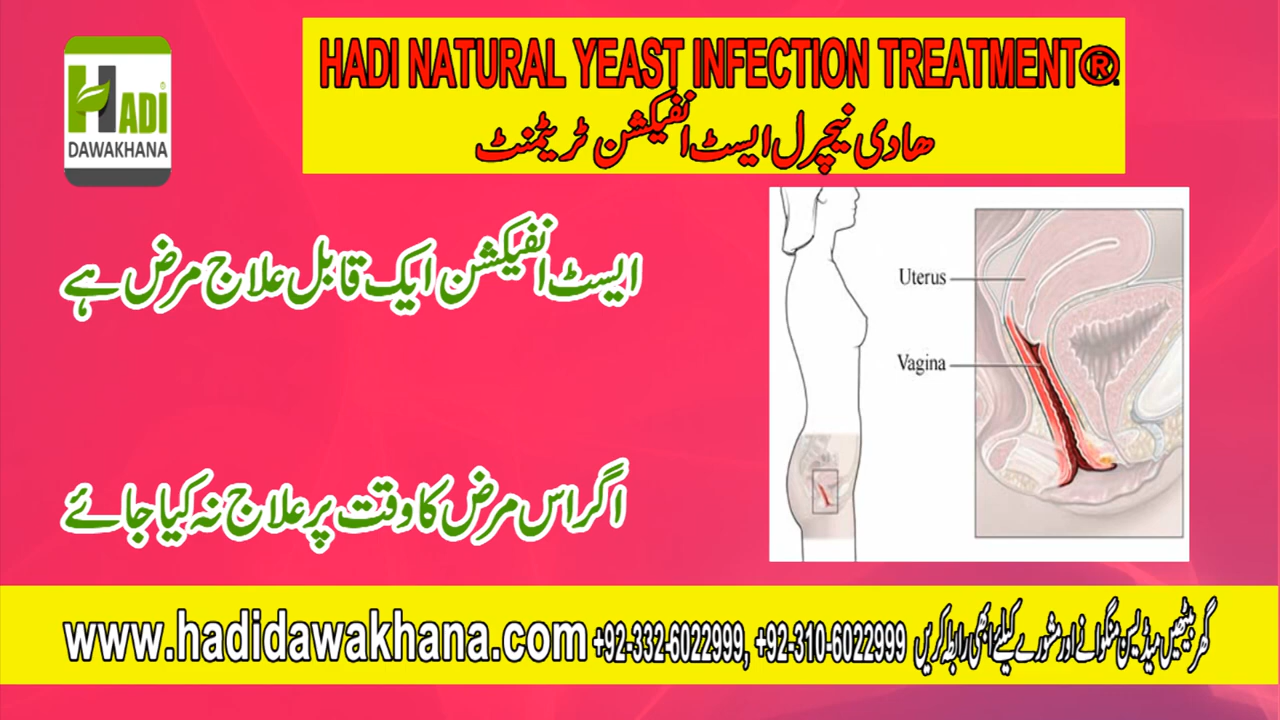 HADI
DAWAKHANA
HADI NATURAL YEAST INFECTION TREATMENT®
ھادی نیچرل ایسٹ انفیکشن ٹریٹمنٹ
ایسٹ انفیکشن ایک قابل علاج مرض ہے
Uterus
Vagina
اگر اس مرض کا وقت پر علاج نہ کیا جائے
www.hadidawakhana.com +92-332-6022999, +92-310-6022999 گھر بیٹھیں میڈیسن منگوانے اور مشورے کیلئے ابھی رابطہ کریں